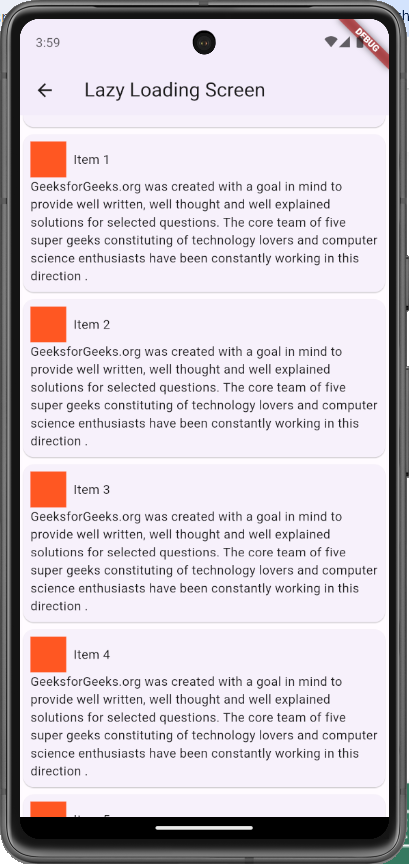 3:59
DEBUG
Lazy Loading Screen
Item 1
GeeksforGeeks.org was created with a goal in mind to
provide well written, well thought and well explained
solutions for selected questions. The core team of five
super geeks constituting of technology lovers and computer
science enthusiasts have been constantly working in this
direction .
Item 2
GeeksforGeeks.org was created with a goal in mind to
provide well written, well thought and well explained
solutions for selected questions. The core team of five
super geeks constituting of technology lovers and computer
science enthusiasts have been constantly working in this
direction .
Item 3
GeeksforGeeks.org was created with a goal in mind to
provide well written, well thought and well explained
solutions for selected questions. The core team of five
super geeks constituting of technology lovers and computer
science enthusiasts have been constantly working in this
direction .
Item 4
GeeksforGeeks.org was created with a goal in mind to
provide well written, well thought and well explained
solutions for selected questions. The core team of five
super geeks constituting of technology lovers and computer
science enthusiasts have been constantly working in this
direction .